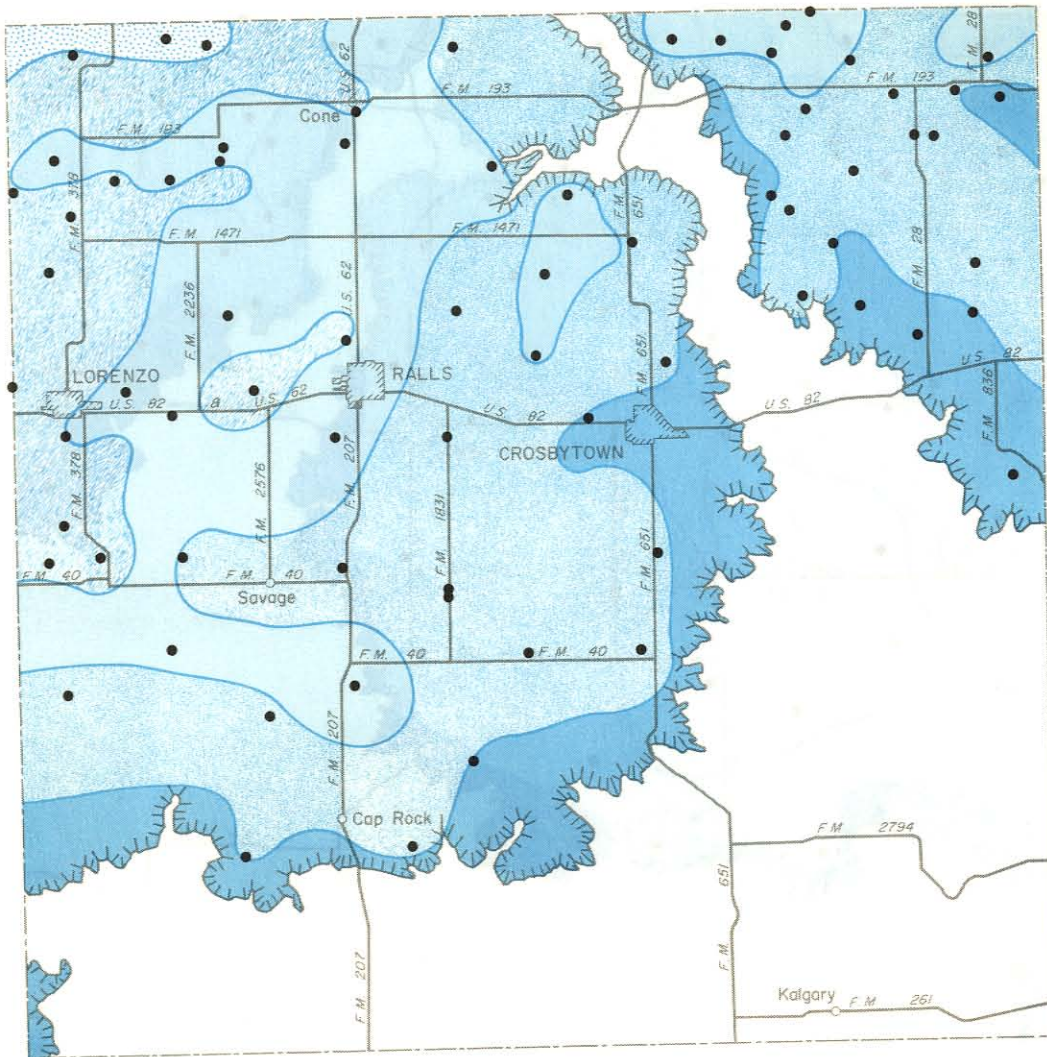 U.S. 62
F.M. 28
F.M. 193
F.M. 193
Cone
F.M. 193
F.M. 378
F.M. 651
F.M. 1471
F.M. 1471
F.M. 28
F.M. 2236
U.S. 62
LORENZO
RALLS
F.M. 651
U.S. 82
F.M. 836
U.S. 82 &
U.S. 62
U.S. 82
U.S. 82
CROSBYTOWN
F.M. 378
F.M. 2576
F.M. 207
F.M. 1831
F.M. 651
F.M. 40
F.M. 40
Savage
F.M. 40
F.M. 40
F.M. 207
Cap Rock
F.M 2794
F.M. 651
F.M. 207
Kalgary
F.M 261